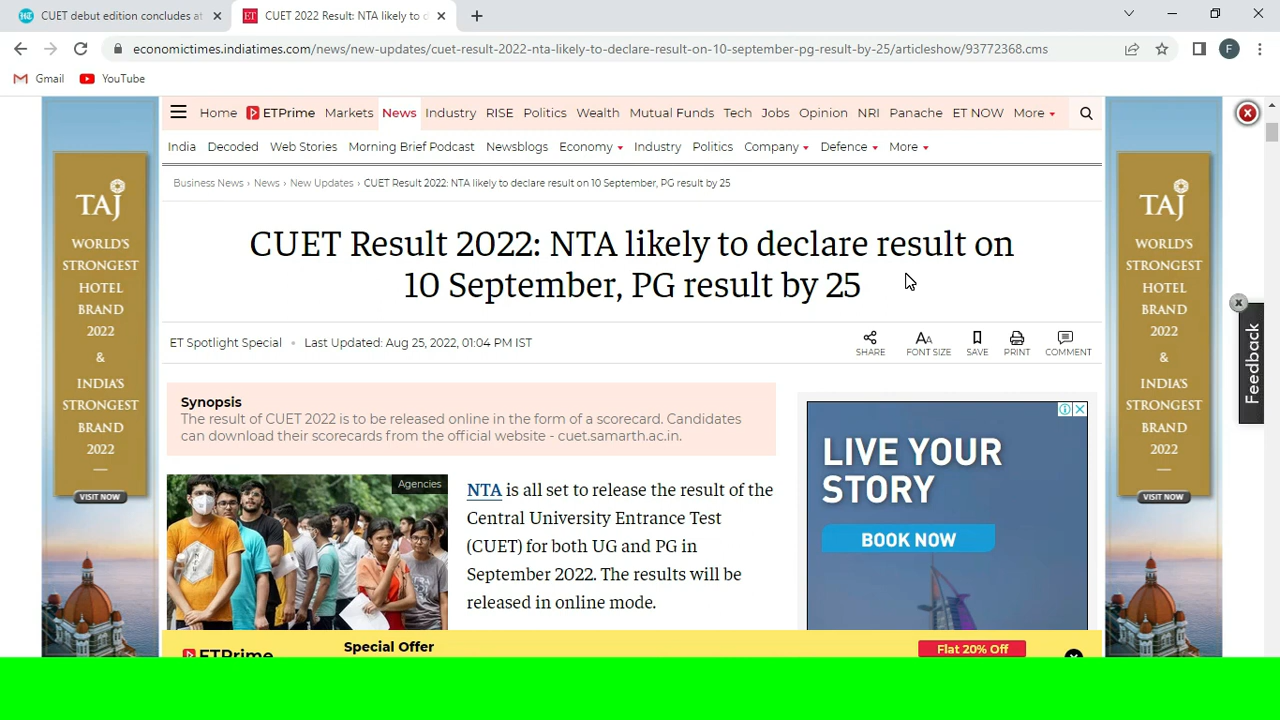 CUET debut edition concludes at
CUET 2022 Result: NTA likely to d
economictimes.indiatimes.com/news/new-updates/cuet-result-2022-nta-likely-to-declare-result-on-10-september-pg-result-by-25/articleshow/93772368.cms
F
Gmail YouTube
Home ETPrime Markets News Industry RISE Politics Wealth Mutual Funds Tech Jobs Opinion NRI Panache ET NOW More
India Decoded Web Stories Morning Brief Podcast Newsblogs Economy Industry Politics Company Defence More
Business News › News › New Updates › CUET Result 2022: NTA likely to declare result on 10 September, PG result by 25
CUET Result 2022: NTA likely to declare result on
10 September, PG result by 25
ET Spotlight Special • Last Updated: Aug 25, 2022, 01:04 PM IST
SHARE FONT SIZE SAVE PRINT COMMENT
Synopsis
The result of CUET 2022 is to be released online in the form of a scorecard. Candidates
can download their scorecards from the official website - cuet.samarth.ac.in.
Agencies
NTA is all set to release the result of the
Central University Entrance Test
(CUET) for both UG and PG in
September 2022. The results will be
released in online mode.
LIVE YOUR
STORY
BOOK NOW
ETPrime
Special Offer
Flat 20% Off
TAJ
WORLD'S
STRONGEST
HOTEL
BRAND
2022
&
INDIA'S
STRONGEST
BRAND
2022
VISIT NOW
TAJ
WORLD'S
STRONGEST
HOTEL
BRAND
2022
&
INDIA'S
STRONGEST
BRAND
2022
VISIT NOW
Feedback